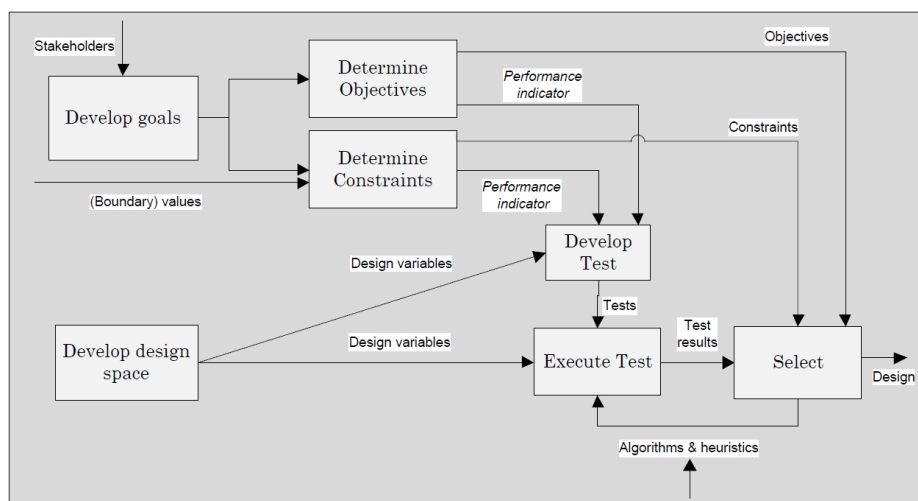 Stakeholders
Objectives
Determine
Objectives
Performance
indicator
Develop goals
Constraints
Determine
Constraints
(Boundary) values
Performance
indicator
Develop
Test
Design variables
Tests
Test
results
Develop design
space
Design variables
Execute Test
Select
Design
Algorithms & heuristics